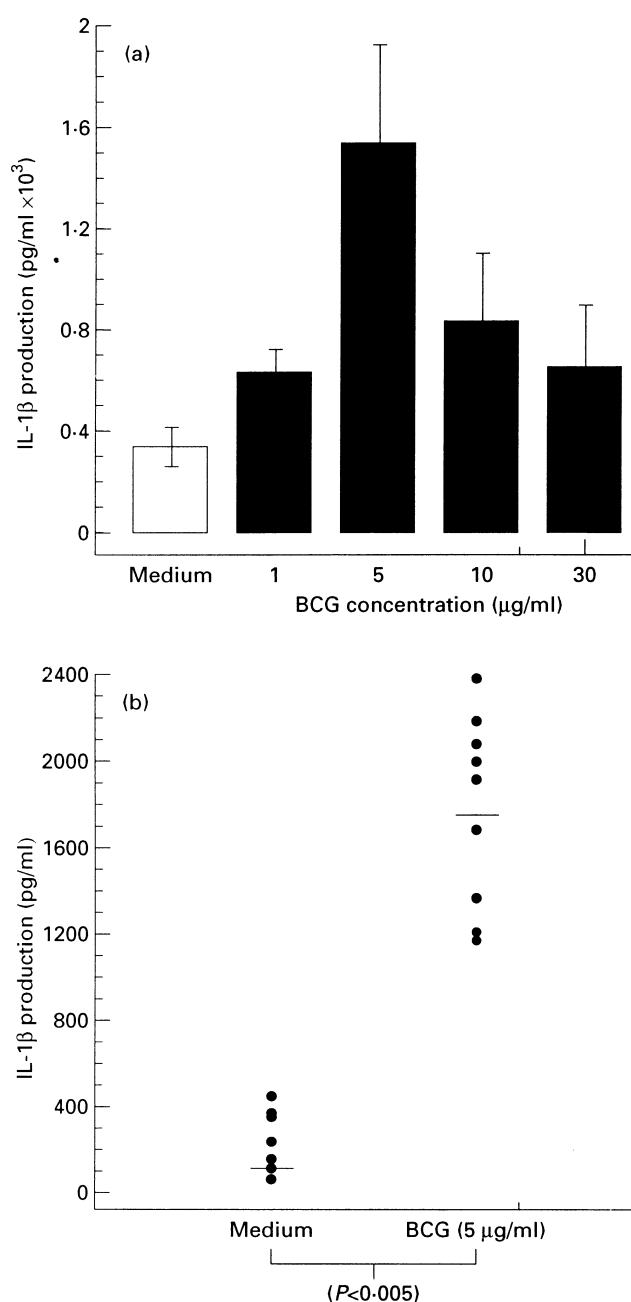 (a)
IL-1β production (pg/ml ×10³)
2
1·6
1·2
0·8
0·4
0
Medium 1 5 10 30
BCG concentration (μg/ml)
(b)
IL-1β production (pg/ml)
2400
2000
1600
1200
800
400
0
Medium BCG (5 μg/ml)
(P<0·005)